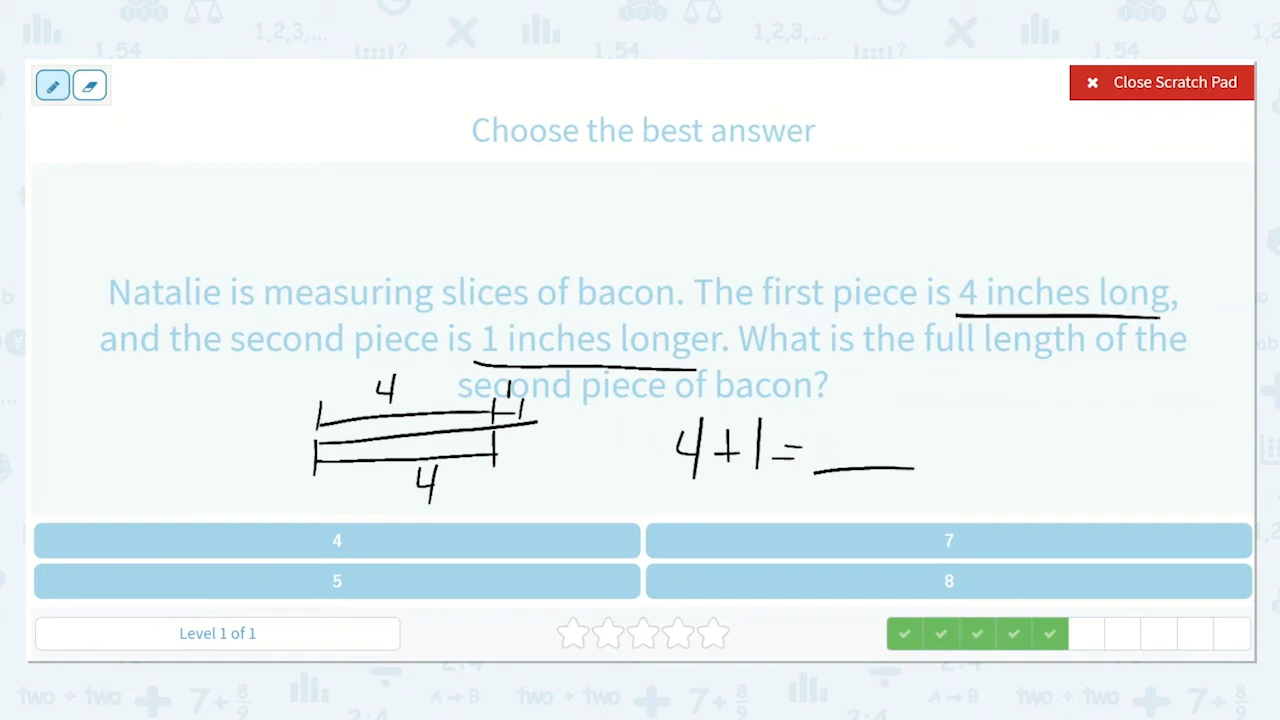 Close Scratch Pad
Choose the best answer
Natalie is measuring slices of bacon. The first piece is 4 inches long,
and the second piece is 1 inches longer. What is the full length of the
second piece of bacon?
4
1
4
4+1=
4
7
5
8
Level 1 of 1